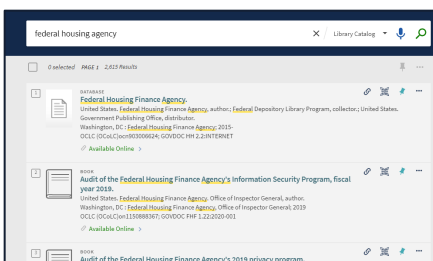 federal housing agency
Library Catalog
0 selected PAGE 1 2,615 Results
1
DATABASE
Federal Housing Finance Agency.
United States. Federal Housing Finance Agency, author.; Federal Depository Library Program, collector.; United States.
Government Publishing Office, distributor.
Washington, DC : Federal Housing Finance Agency; 2015-
OCLC (OCoLC)ocn903006624; GOVDOC HH 2.2:INTERNET
Available Online >
2
BOOK
Audit of the Federal Housing Finance Agency's Information Security Program, fiscal
year 2019.
United States. Federal Housing Finance Agency. Office of Inspector General, author.
Washington, DC : Federal Housing Finance Agency, Office of Inspector General; 2019
OCLC (OCoLC)on1150888367; GOVDOC FHF 1.22:2020-001
Available Online >
3
BOOK
Audit of the Federal Housing Finance Agency's 2019 privacy program.